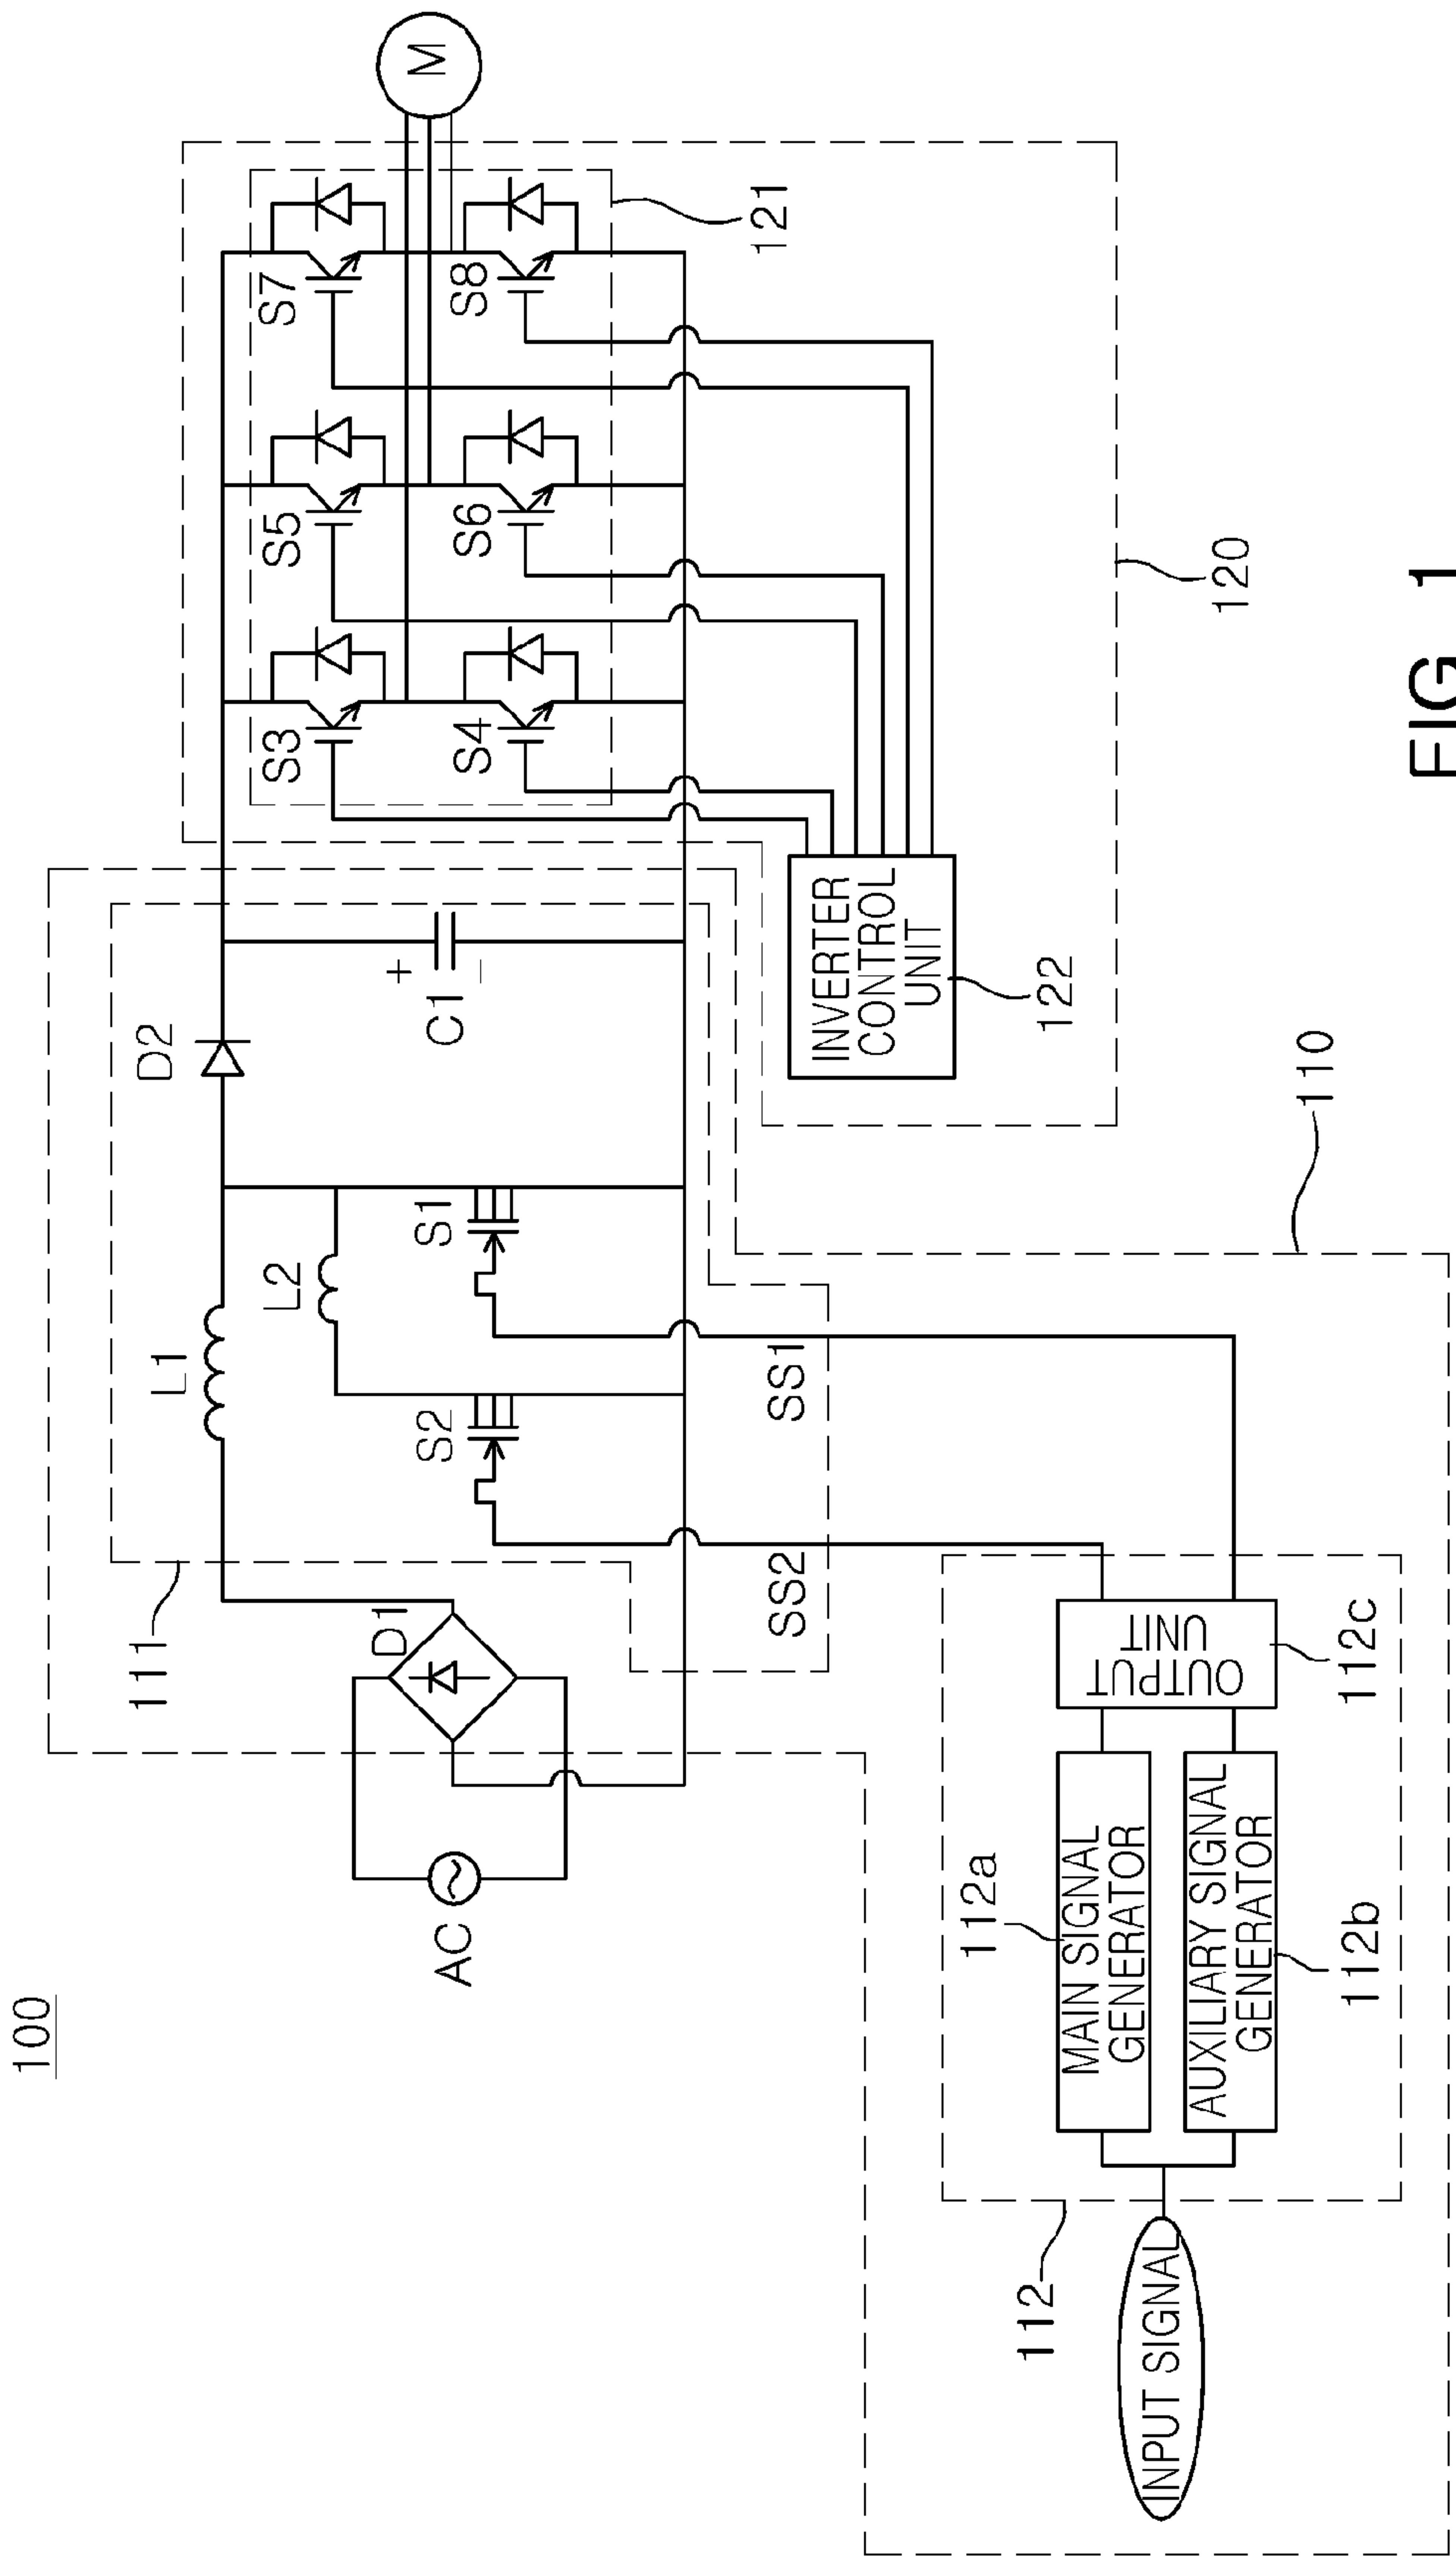 100
111
D1
L1
L2
D2
S2
S1
C1
+
−
S3
S5
S7
S4
S6
S8
M
121
AC
SS2
SS1
INVERTER
CONTROL
UNIT
122
120
110
112a
MAIN SIGNAL
GENERATOR
AUXILIARY SIGNAL
GENERATOR
112b
OUTPUT
UNIT
112c
112
INPUT SIGNAL
FIG. 1